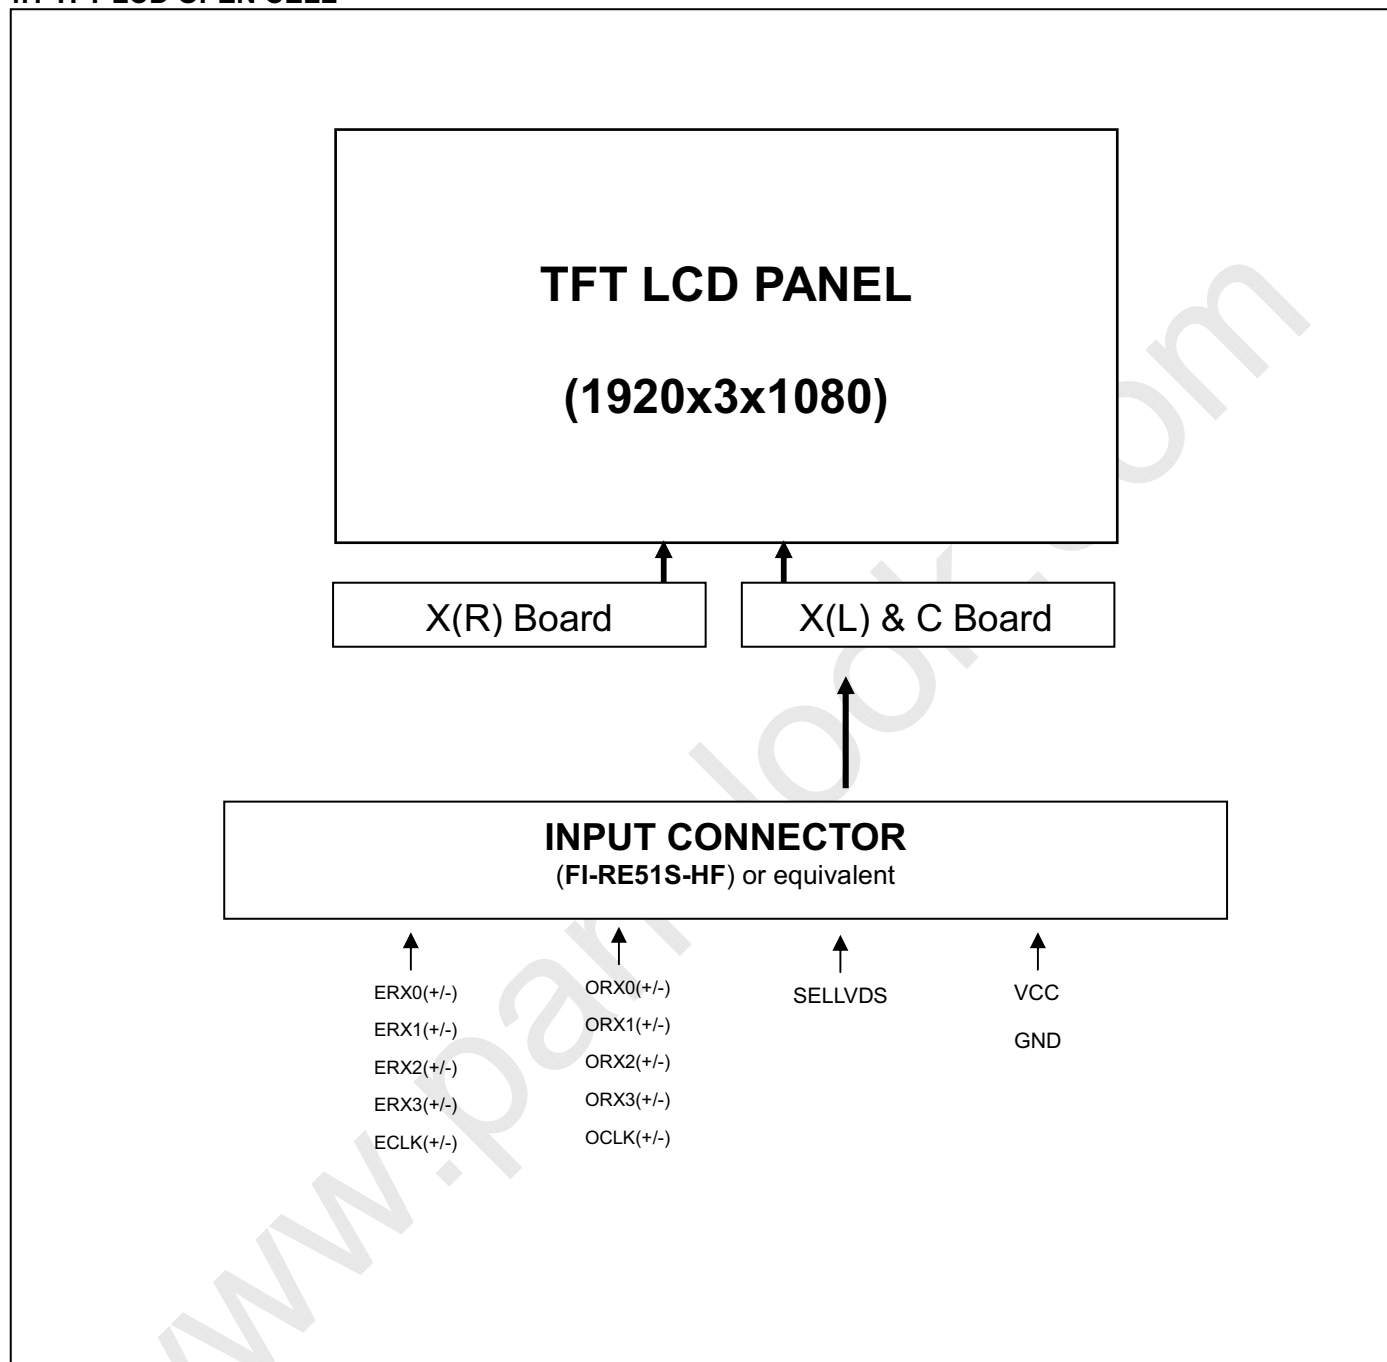 TFT LCD PANEL
(1920x3x1080)
X(R) Board
X(L) & C Board
INPUT CONNECTOR
(FI-RE51S-HF) or equivalent
ERX0(+/-)
ERX1(+/-)
ERX2(+/-)
ERX3(+/-)
ECLK(+/-)
ORX0(+/-)
ORX1(+/-)
ORX2(+/-)
ORX3(+/-)
OCLK(+/-)
SELLVDS
VCC
GND